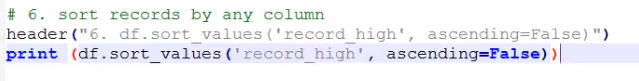 # 6. sort records by any column
header("6. df.sort_values('record_high', ascending=False)")
print (df.sort_values('record_high', ascending=False))